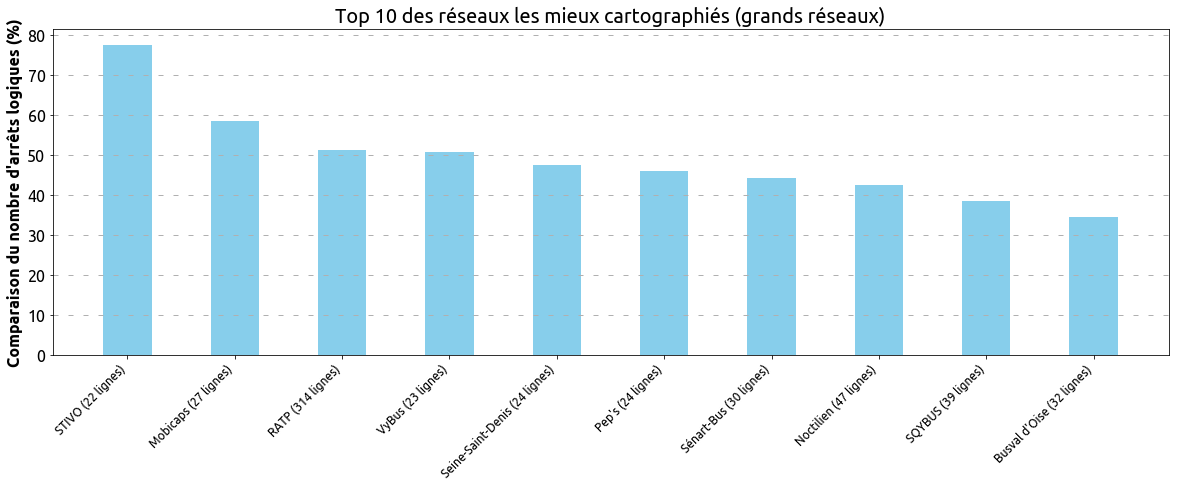 Top 10 des réseaux les mieux cartographiés (grands réseaux)
Comparaison du nombre d'arrêts logiques (%)
80
70
60
50
40
30
20
10
0
STIVO (22 lignes)
Mobicaps (27 lignes)
RATP (314 lignes)
VyBus (23 lignes)
Seine-Saint-Denis (24 lignes)
Pep's (24 lignes)
Sénart-Bus (30 lignes)
Noctilien (47 lignes)
SQYBUS (39 lignes)
Busval d'Oise (32 lignes)